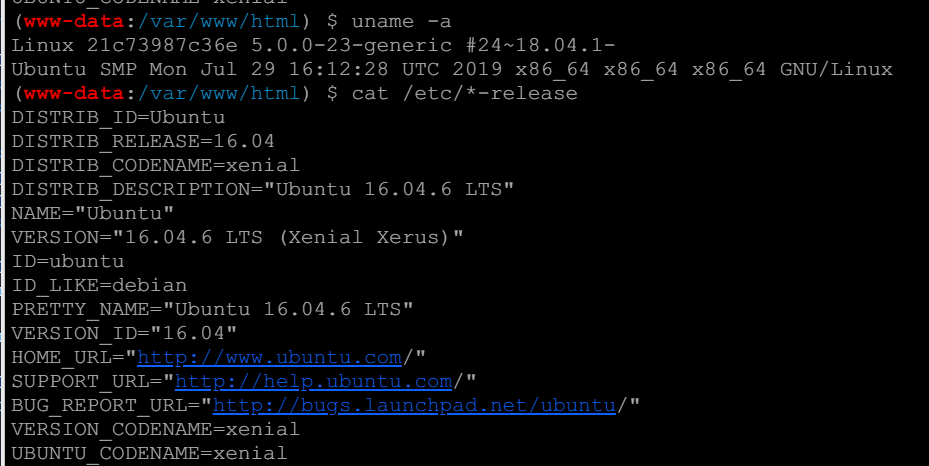 UBUNTU_CODENAME=xenial
(www-data:/var/www/html) $ uname -a
Linux 21c73987c36e 5.0.0-23-generic #24~18.04.1-
Ubuntu SMP Mon Jul 29 16:12:28 UTC 2019 x86_64 x86_64 x86_64 GNU/Linux
(www-data:/var/www/html) $ cat /etc/*-release
DISTRIB_ID=Ubuntu
DISTRIB_RELEASE=16.04
DISTRIB_CODENAME=xenial
DISTRIB_DESCRIPTION="Ubuntu 16.04.6 LTS"
NAME="Ubuntu"
VERSION="16.04.6 LTS (Xenial Xerus)"
ID=ubuntu
ID_LIKE=debian
PRETTY_NAME="Ubuntu 16.04.6 LTS"
VERSION_ID="16.04"
HOME_URL="http://www.ubuntu.com/"
SUPPORT_URL="http://help.ubuntu.com/"
BUG_REPORT_URL="http://bugs.launchpad.net/ubuntu/"
VERSION_CODENAME=xenial
UBUNTU_CODENAME=xenial